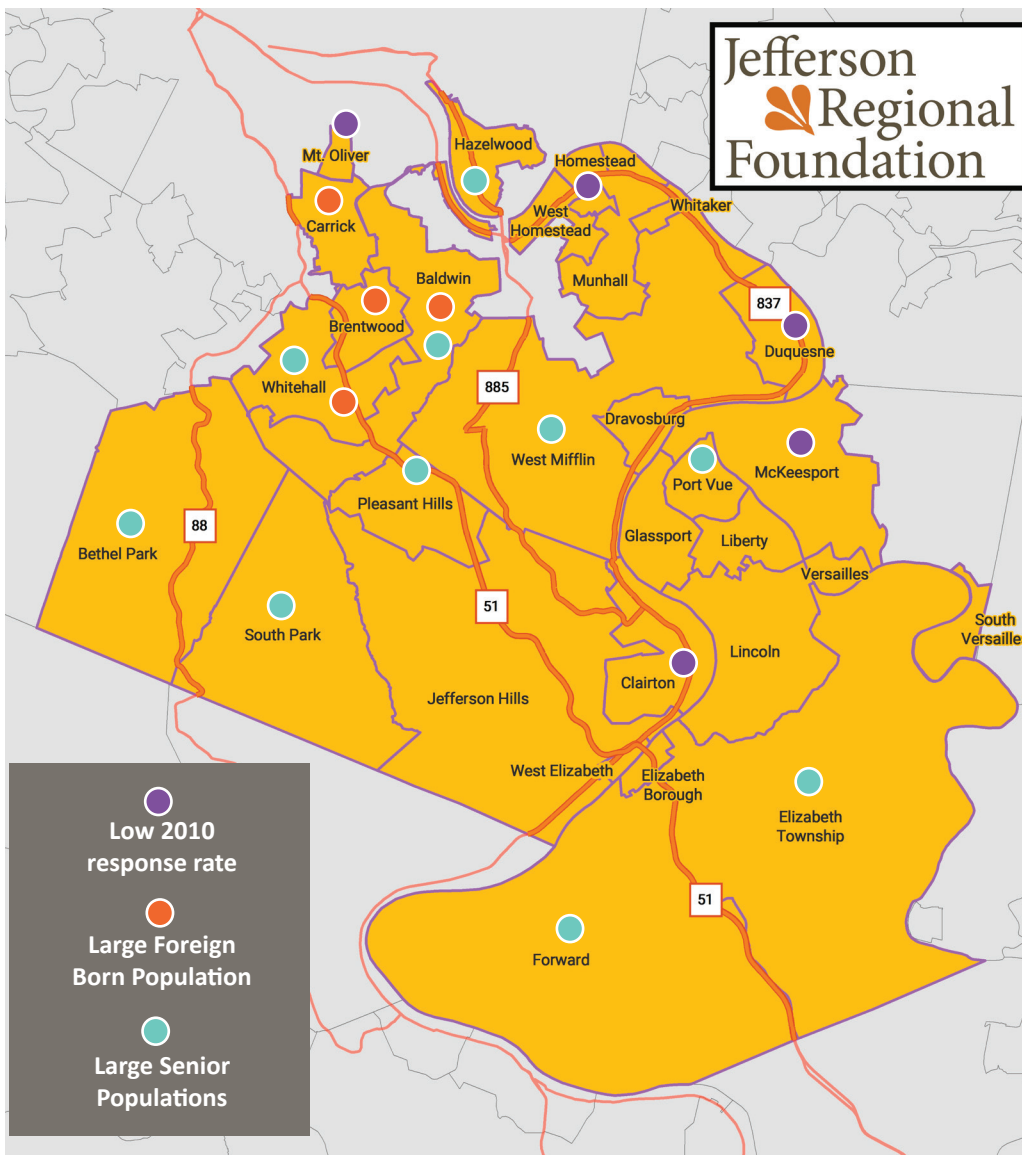 Jefferson
Regional
Foundation
Mt. Oliver
Hazelwood
Homestead
Carrick
West
Homestead
Whitaker
Munhall
Baldwin
837
Brentwood
Duquesne
Whitehall
885
Dravosburg
West Mifflin
McKeesport
Port Vue
Pleasant Hills
88
Bethel Park
Glassport
Liberty
Versailles
51
South Park
South
Versailles
Lincoln
Clairton
Jefferson Hills
West Elizabeth
Elizabeth
Borough
Elizabeth
Township
51
Forward
Low 2010
response rate
Large Foreign
Born Population
Large Senior
Populations